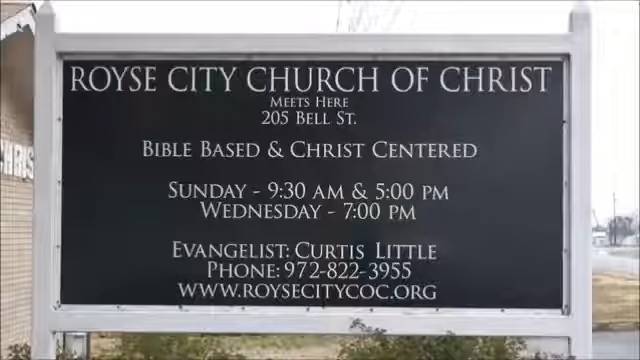 ROYSE CITY CHURCH OF CHRIST
MEETS HERE
205 BELL ST.
BIBLE BASED & CHRIST CENTERED
SUNDAY - 9:30 AM & 5:00 PM
WEDNESDAY - 7:00 PM
EVANGELIST: CURTIS LITTLE
PHONE: 972-822-3955
WWW.ROYSECITYCOC.ORG